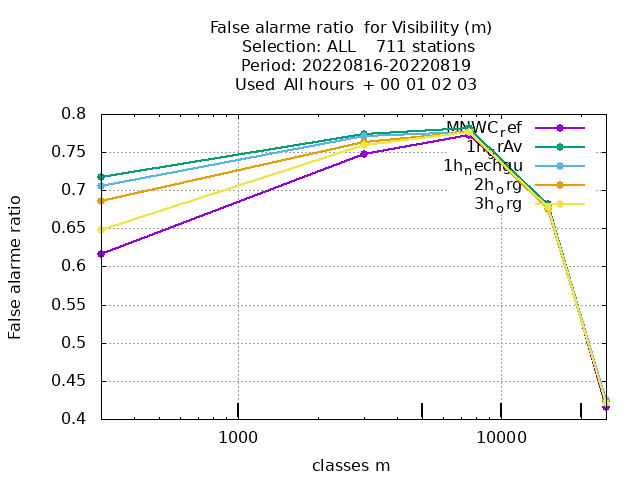 False alarme ratio  for Visibility (m)
Selection: ALL    711 stations
Period: 20220816-20220819
Used  All hours  + 00 01 02 03
0.8
0.75
0.7
0.65
0.6
0.55
0.5
0.45
0.4
False alarme ratio
MNWCref
rAv
2horg
3horg
1000
10000
classes m